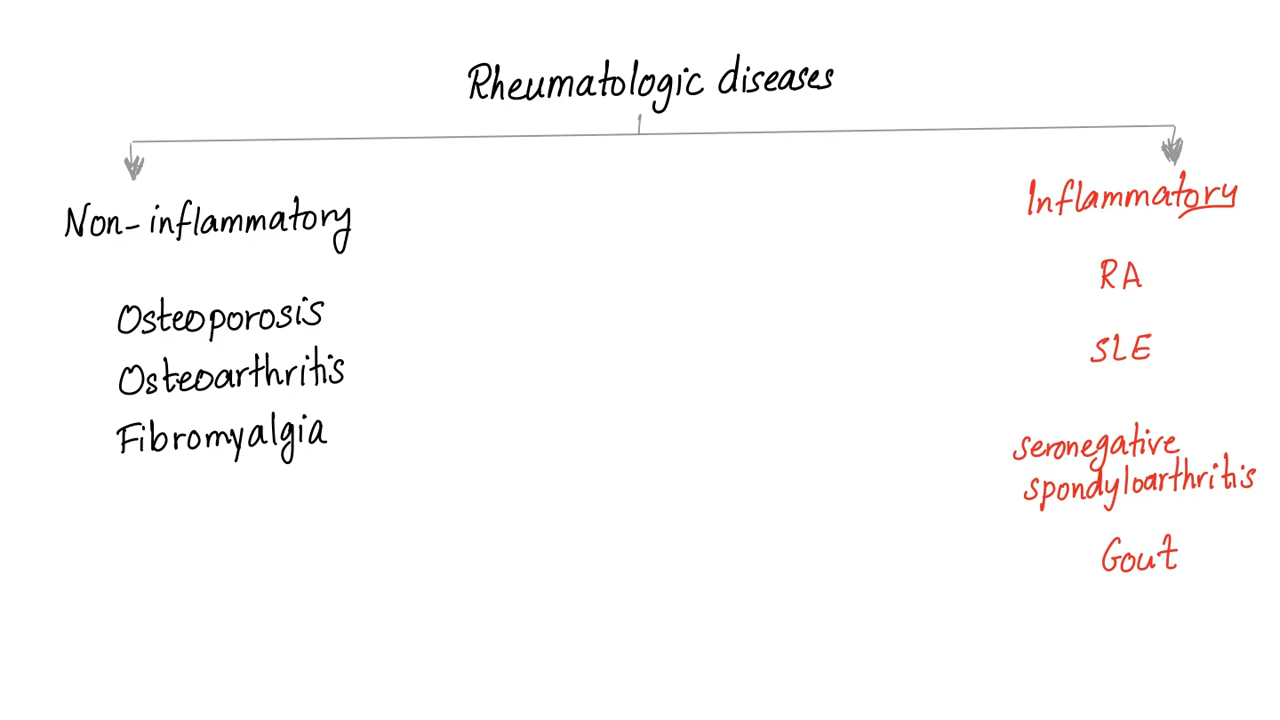 Rheumatologic diseases
Non-inflammatory
Osteoporosis
Osteoarthritis
Fibromyalgia
Inflammatory
RA
SLE
seronegative
spondyloarthritis
Gout